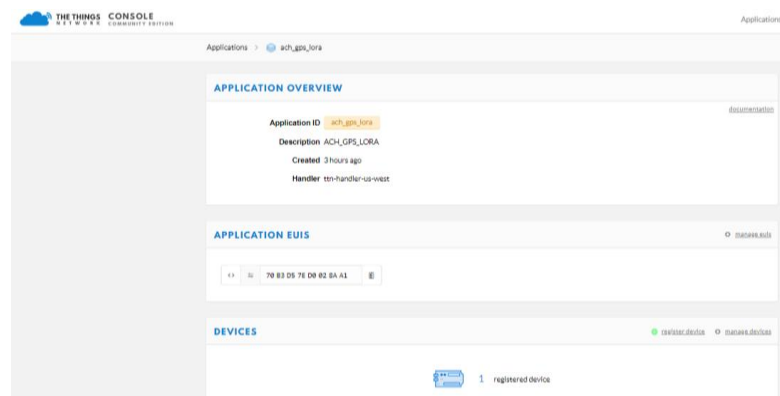 THE THINGS CONSOLE
NETWORK COMMUNITY EDITION
Applications
Applications > ach_gps_lora
APPLICATION OVERVIEW
documentation
Application ID ach_gps_lora
Description ACH_GPS_LORA
Created 3 hours ago
Handler ttn-handler-us-west
APPLICATION EUIS
manage euis
70 B3 D5 7E D0 02 BA A1
DEVICES
register device manage devices
1 registered device